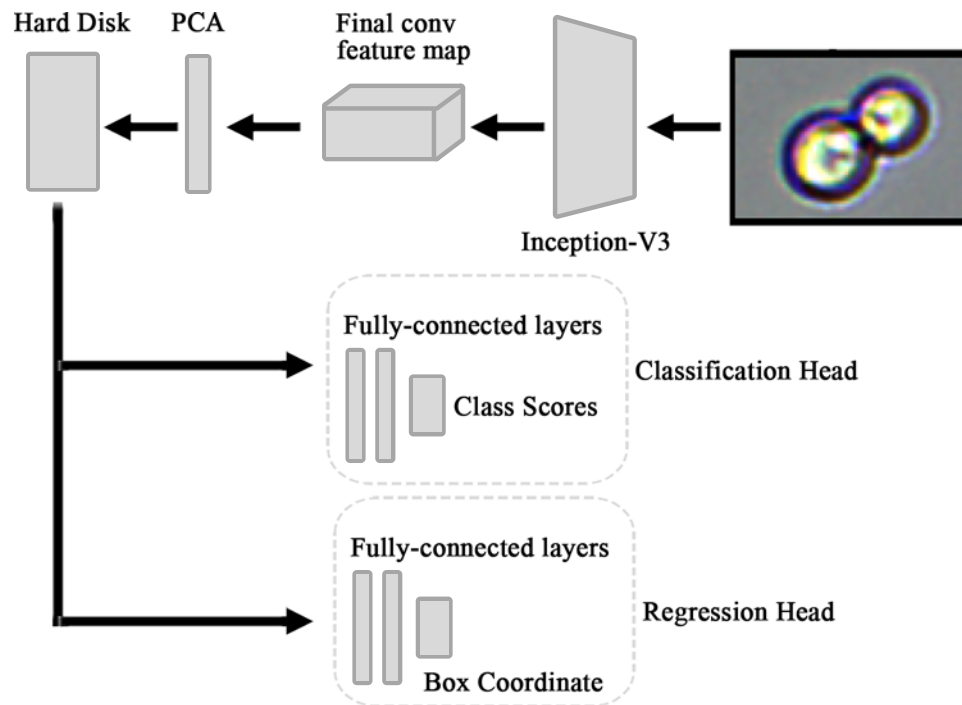 Hard Disk
PCA
Final conv
feature map
Inception-V3
Fully-connected layers
Class Scores
Classification Head
Fully-connected layers
Box Coordinate
Regression Head